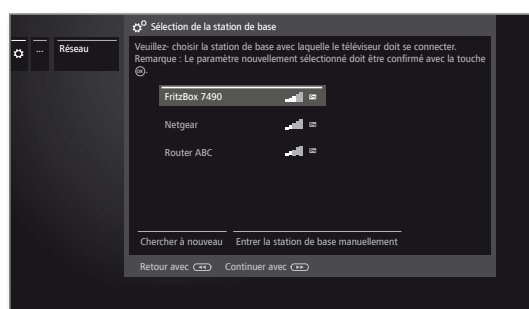 Sélection de la station de base
... Réseau
Veuillez- choisir la station de base avec laquelle le téléviseur doit se connecter.
Remarque : Le paramètre nouvellement sélectionné doit être confirmé avec la touche
OK.
FritzBox 7490
Netgear
Router ABC
Chercher à nouveau Entrer la station de base manuellement
Retour avec Continuer avec